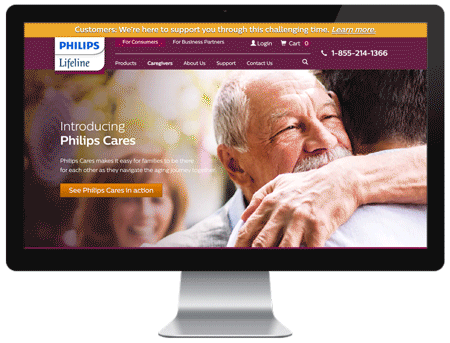 Customers: We're here to support you through this challenging time. Learn more.
PHILIPS
Lifeline
For Consumers
For Business Partners
Login
Cart 0
1-855-214-1366
Products
Caregivers
About Us
Support
Contact Us
Introducing
Philips Cares
Philips Cares makes it easy for families to be there
for each other as they navigate the aging journey together.
See Philips Cares in action